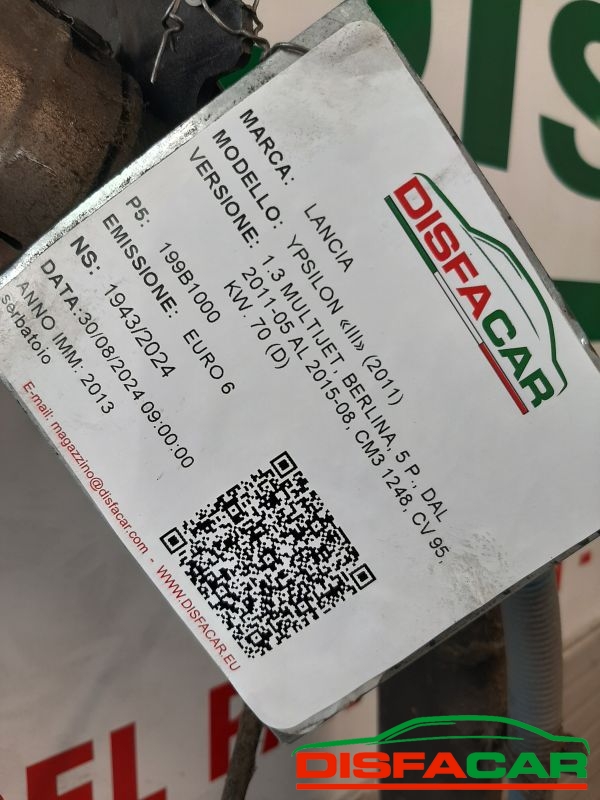 DISFACAR
MARCA: LANCIA
MODELLO: YPSILON «III» (2011)
VERSIONE: 1.3 MULTIJET, BERLINA, 5 P., DAL
2011-05 AL 2015-08, CM3 1248, CV 95,
KW. 70 (D)
P5: 199B1000
EMISSIONE: EURO 6
NS: 1943/2024
DATA:30/08/2024 09:00:00
ANNO IMM: 2013
serbatoio
E-mail: magazzino@disfacar.com - WWW.DISFACAR.EU
DISFACAR